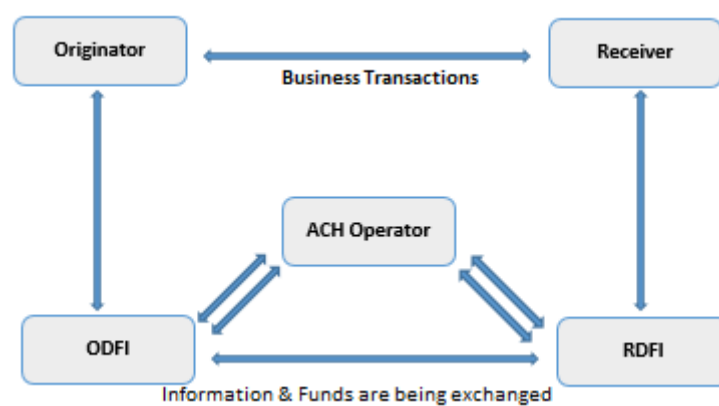 Originator
Receiver
Business Transactions
ACH Operator
ODFI
RDFI
Information & Funds are being exchanged